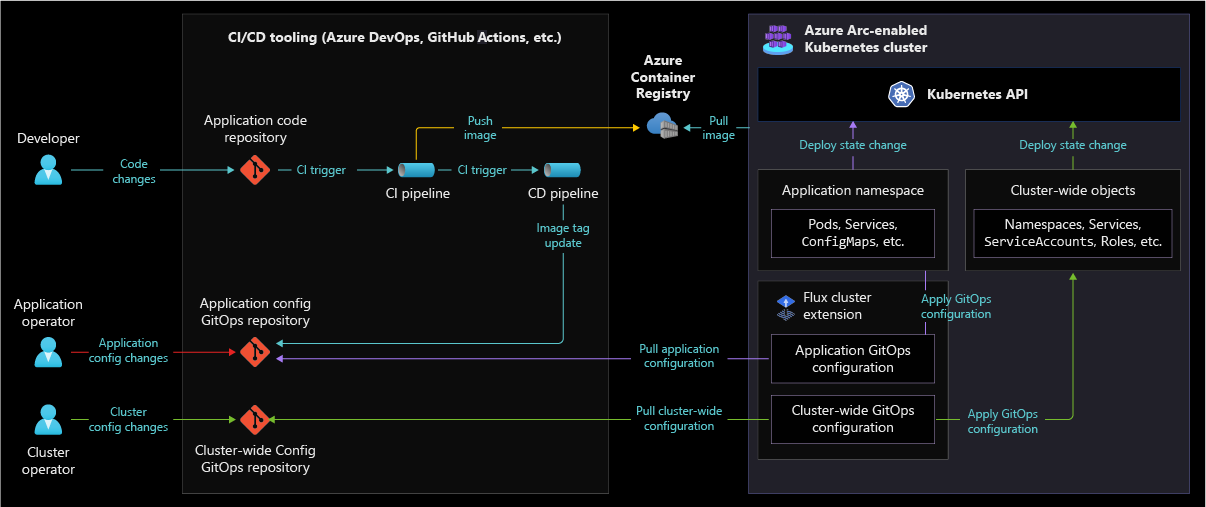 CI/CD tooling (Azure DevOps, GitHub Actions, etc.)
Azure
Container
Registry
Azure Arc-enabled
Kubernetes cluster
Kubernetes API
Developer
Code
changes
Application code
repository
CI trigger
CI pipeline
Push
image
CI trigger
CD pipeline
Image tag
update
Pull
image
Deploy state change
Deploy state change
Application namespace
Pods, Services,
ConfigMaps, etc.
Cluster-wide objects
Namespaces, Services,
ServiceAccounts, Roles, etc.
Application
operator
Application
config changes
Application config
GitOps repository
Pull application
configuration
Flux cluster
extension
Apply GitOps
configuration
Application GitOps
configuration
Cluster
operator
Cluster
config changes
Cluster-wide Config
GitOps repository
Pull cluster-wide
configuration
Cluster-wide GitOps
configuration
Apply GitOps
configuration